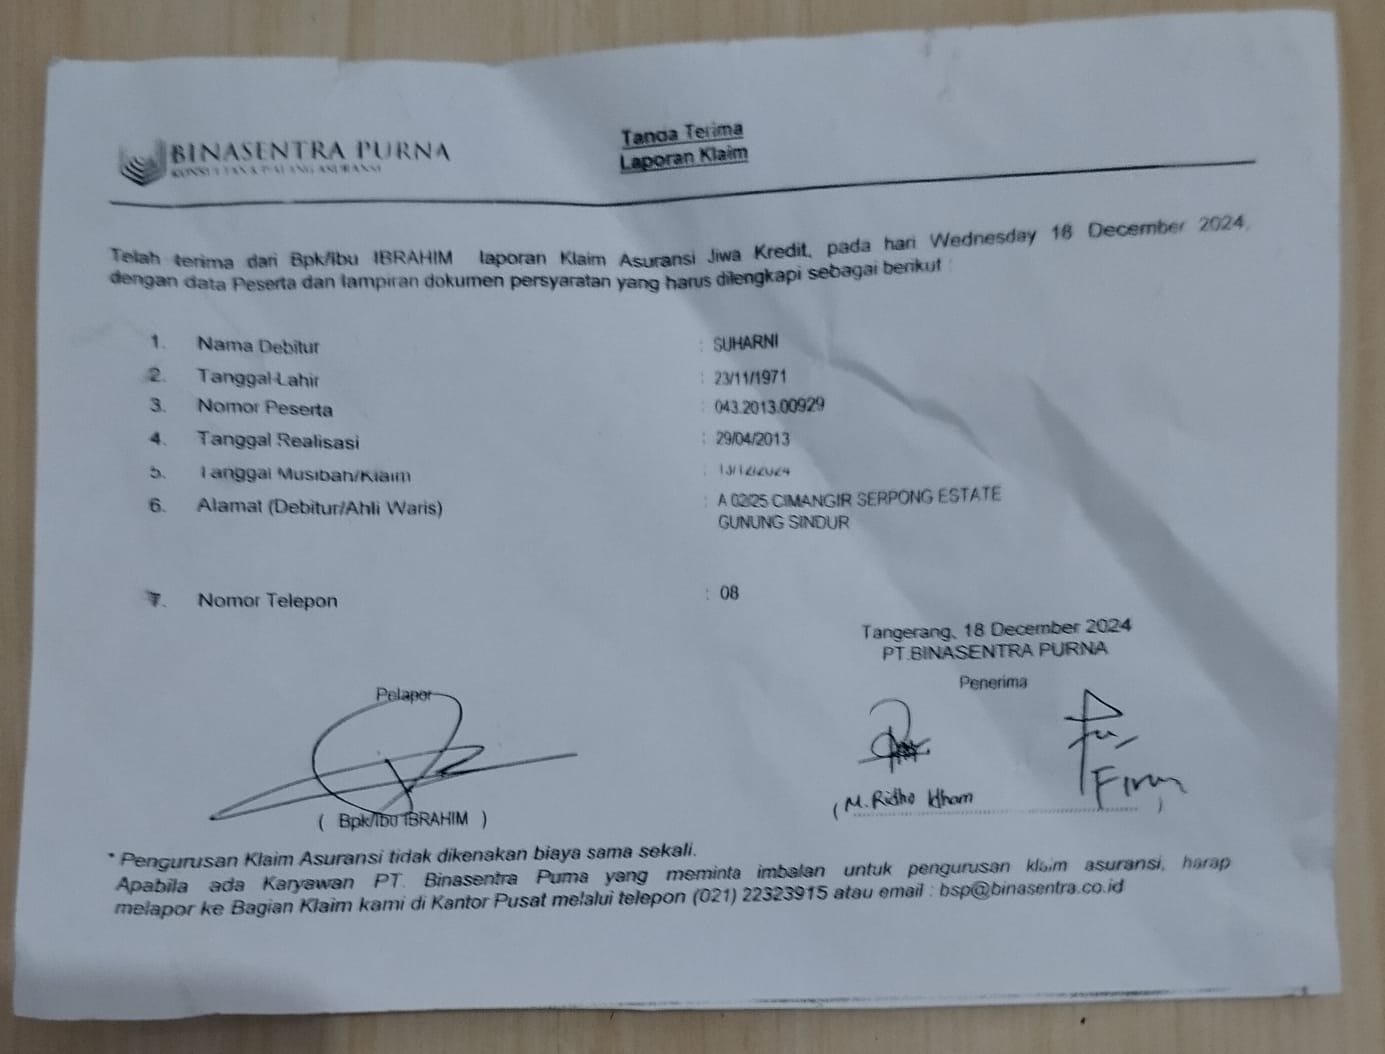 BINASENTRA PURNA
Tanda Terima
Laporan Klaim
Telah terima dari Bpk/Ibu IBRAHIM laporan Klaim Asuransi Jiwa Kredit, pada hari Wednesday 18 December 2024,
dengan data Peserta dan lampiran dokumen persyaratan yang harus dilengkapi sebagai berikut :
1. Nama Debitur : SUHARNI
2. Tanggal Lahir : 23/11/1971
3. Nomor Peserta : 043.2013.00929
4. Tanggal Realisasi : 29/04/2013
5. Tanggal Musibah/Klaim :
6. Alamat (Debitur/Ahli Waris) : A 02/25 CIMANGIR SERPONG ESTATE
GUNUNG SINDUR
7. Nomor Telepon : 08
Tangerang, 18 December 2024
PT.BINASENTRA PURNA
Pelapor
Penerima
( Bpk/Ibu IBRAHIM )
( M. Ridho Idham )
* Pengurusan Klaim Asuransi tidak dikenakan biaya sama sekali.
Apabila ada Karyawan PT. Binasentra Purna yang meminta imbalan untuk pengurusan klaim asuransi, harap
melapor ke Bagian Klaim kami di Kantor Pusat melalui telepon (021) 22323915 atau email : bsp@binasentra.co.id